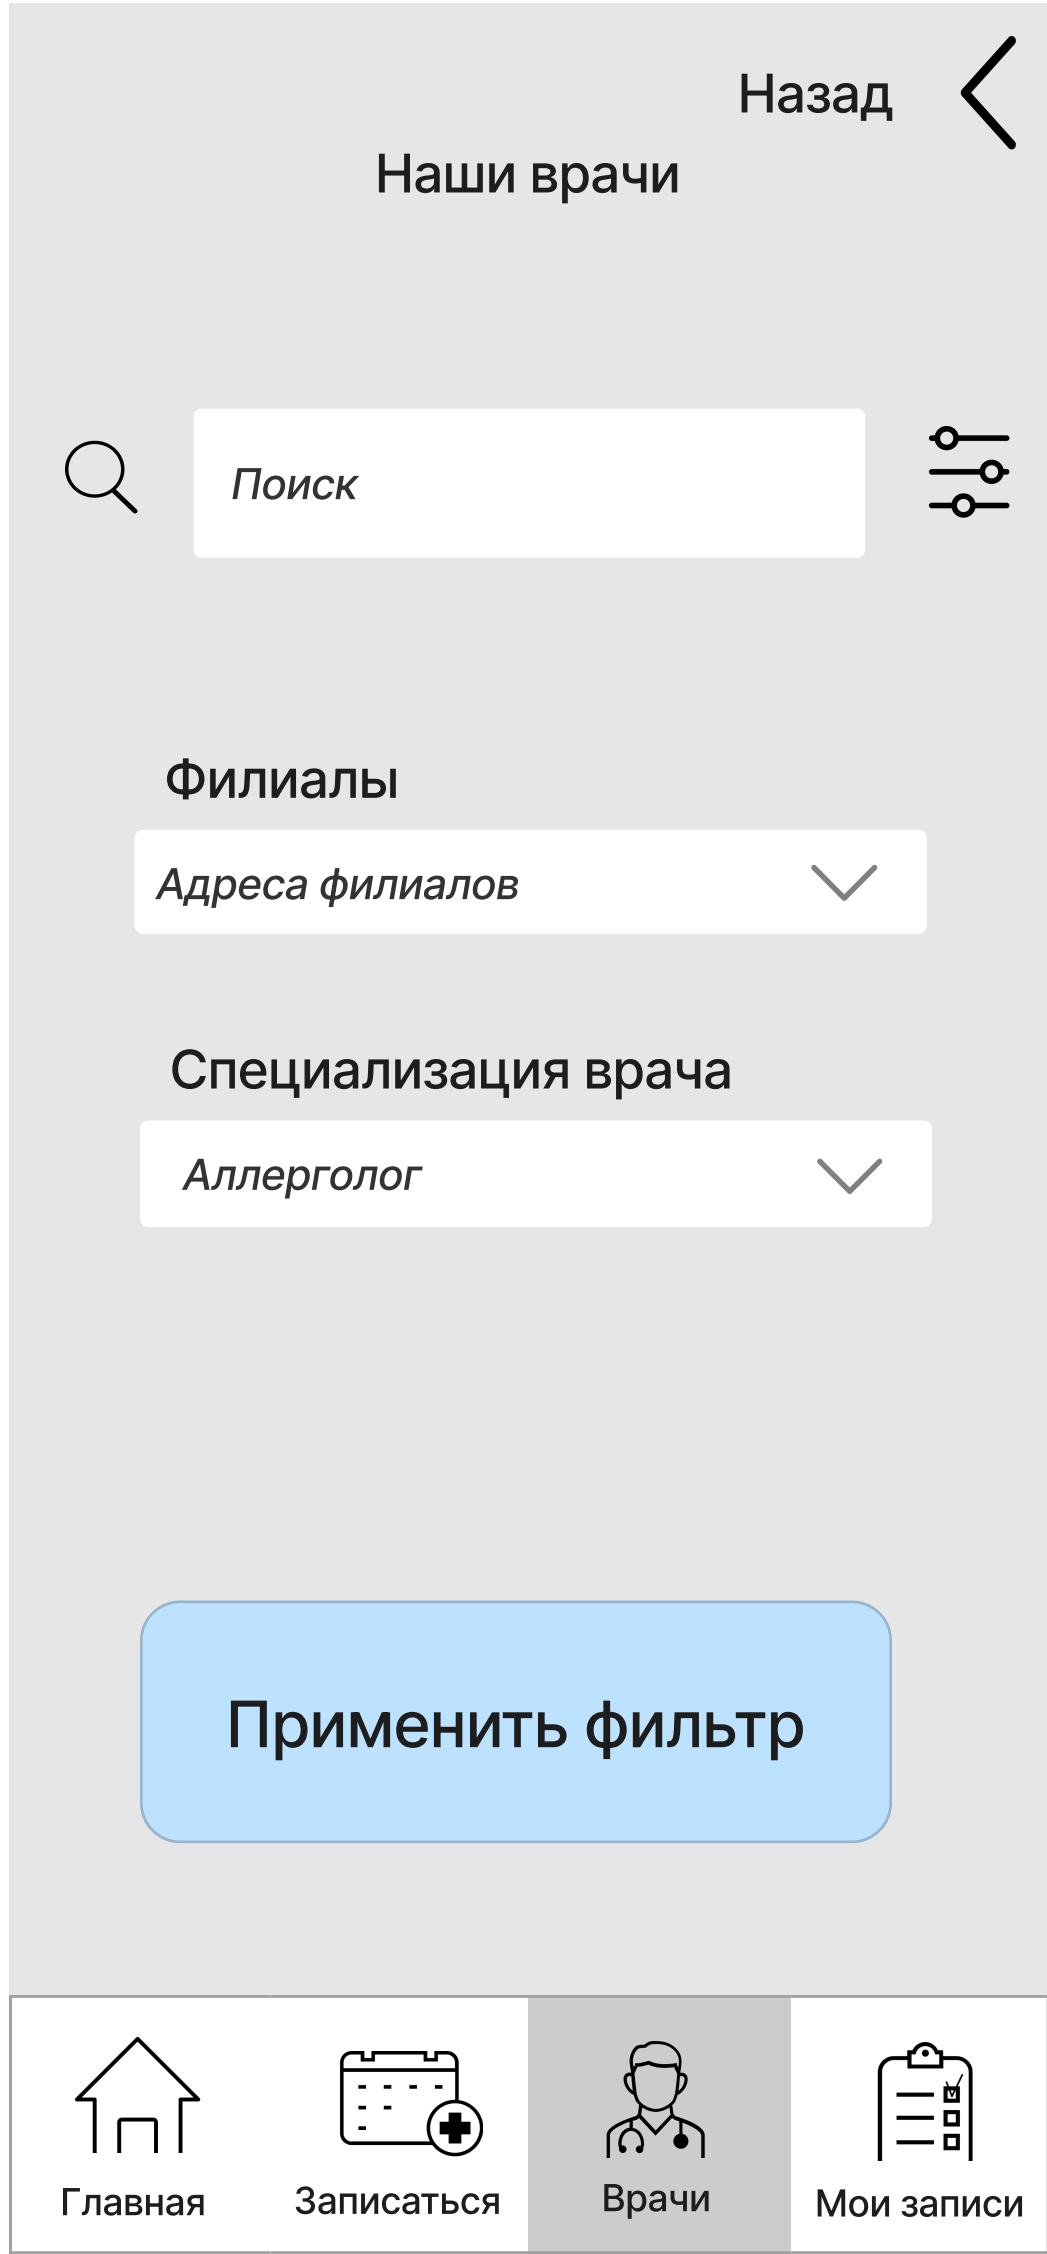 Назад
Наши врачи
Поиск
Филиалы
Адреса филиалов
Специализация врача
Аллерголог
Применить фильтр
Главная
Записаться
Врачи
Мои записи